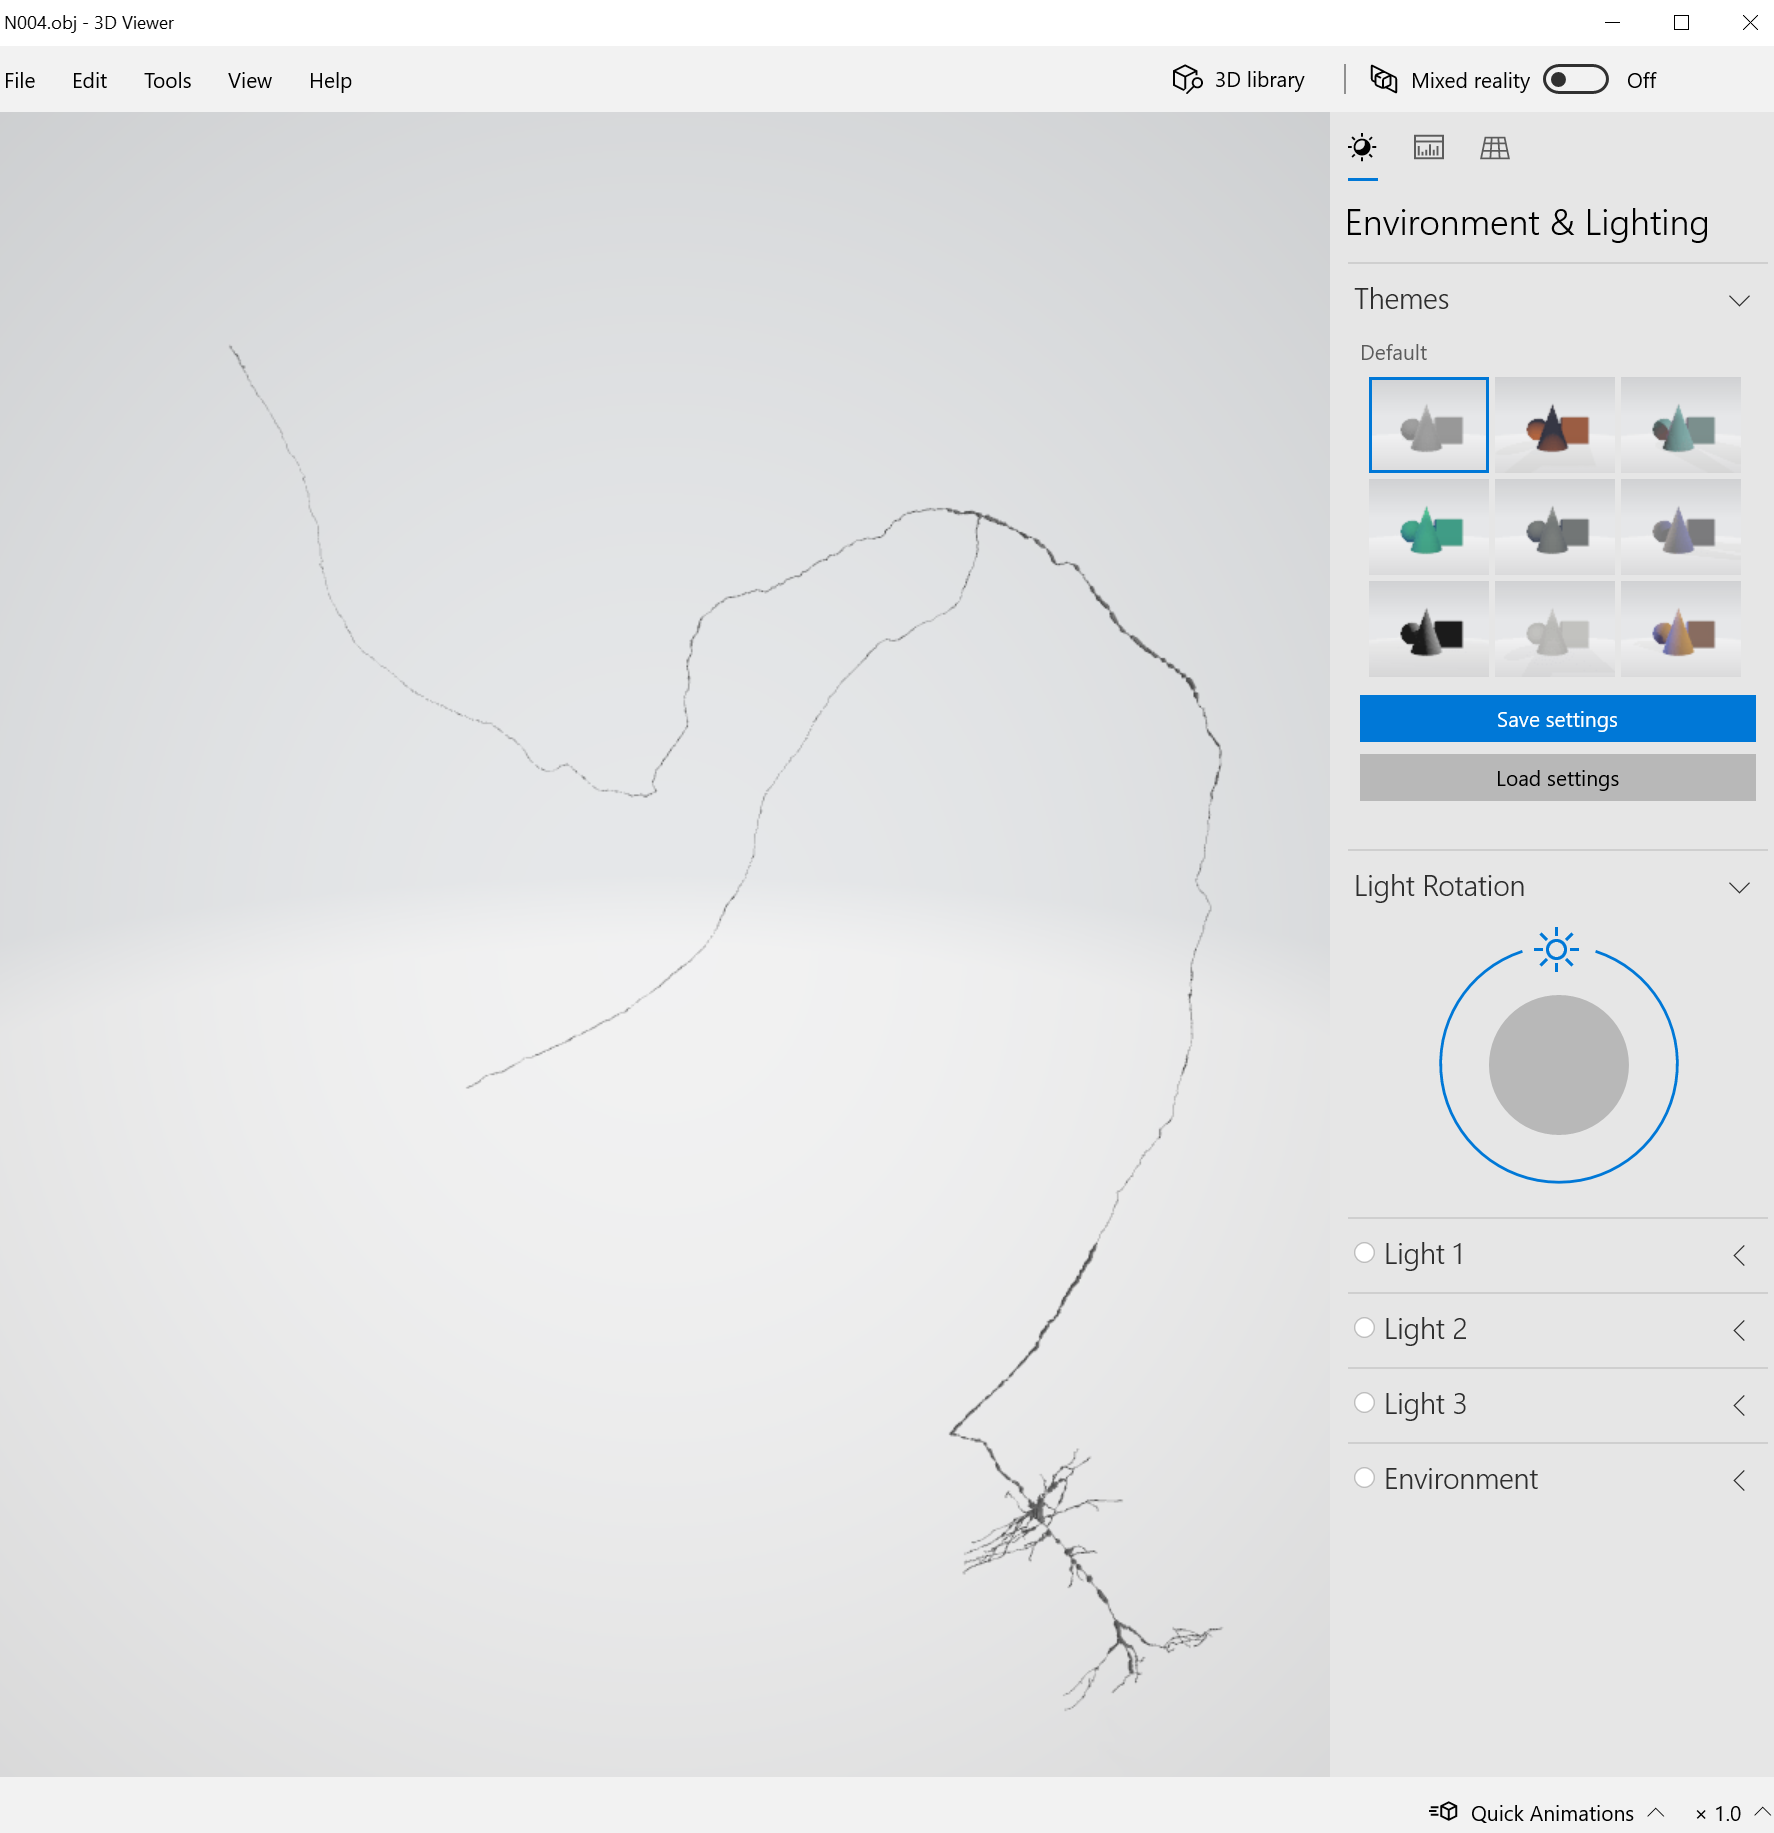 N004.obj - 3D Viewer
File Edit Tools View Help 3D library Mixed reality Off
Environment & Lighting
Themes
Default
Save settings
Load settings
Light Rotation
Light 1
Light 2
Light 3
Environment
Quick Animations × 1.0